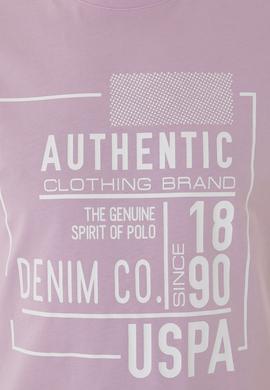 AUTHENTIC
CLOTHING BRAND
THE GENUINE
SPIRIT OF POLO
DENIM CO.
SINCE
18
90
USPA